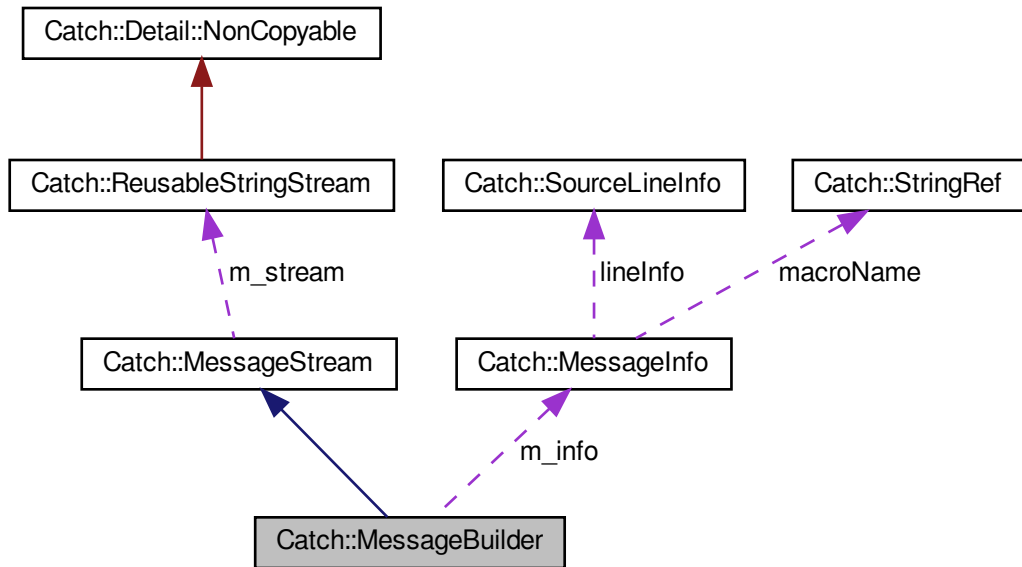 Catch::Detail::NonCopyable
Catch::ReusableStringStream
Catch::SourceLineInfo
Catch::StringRef
m_stream
lineInfo
macroName
Catch::MessageStream
Catch::MessageInfo
m_info
Catch::MessageBuilder